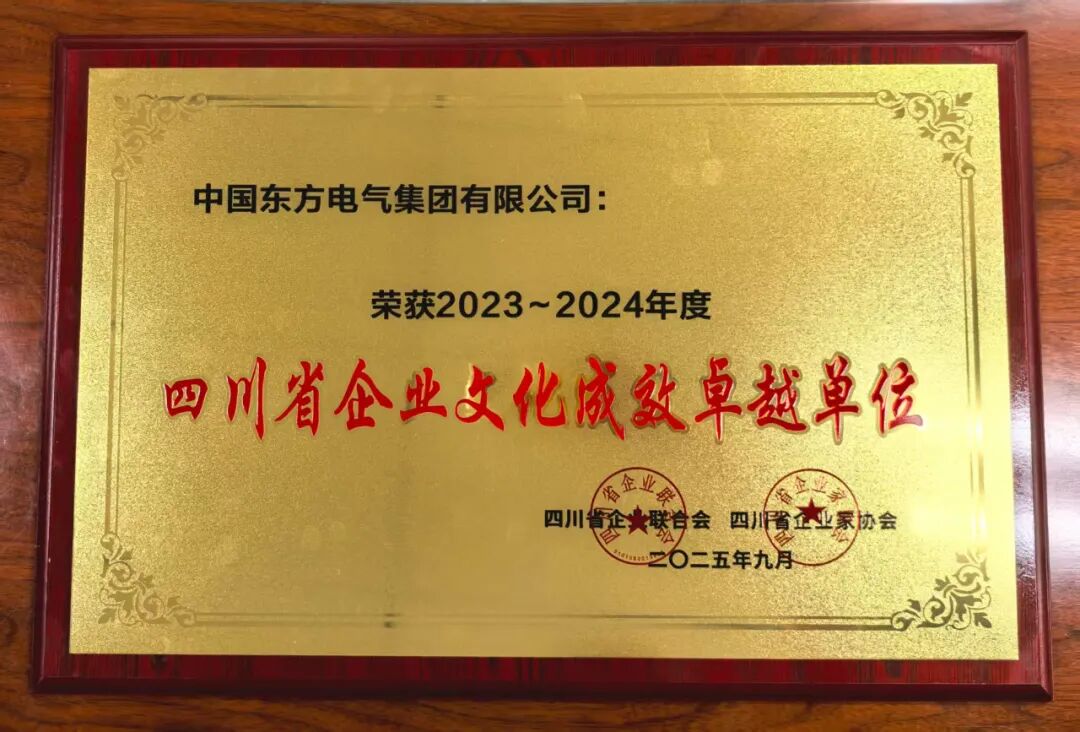 中国东方电气集团有限公司：
荣获2023~2024年度
四川省企业文化成效卓越单位
四川省企业联合会 四川省企业家协会
二〇二五年九月